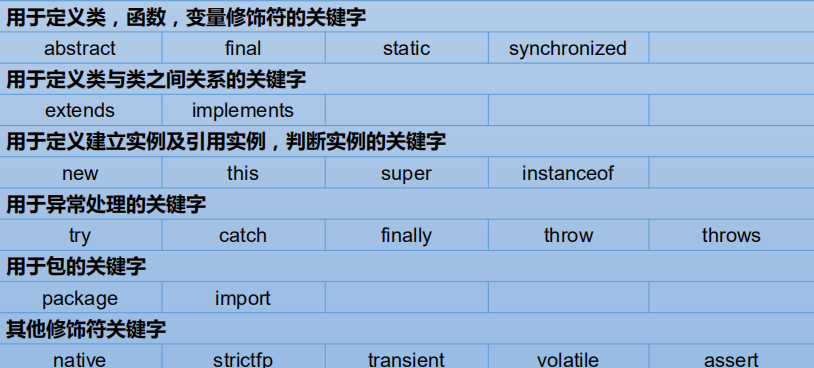 用于定义类，函数，变量修饰符的关键字
abstract final static synchronized
用于定义类与类之间关系的关键字
extends implements
用于定义建立实例及引用实例，判断实例的关键字
new this super instanceof
用于异常处理的关键字
try catch finally throw throws
用于包的关键字
package import
其他修饰符关键字
native strictfp transient volatile assert